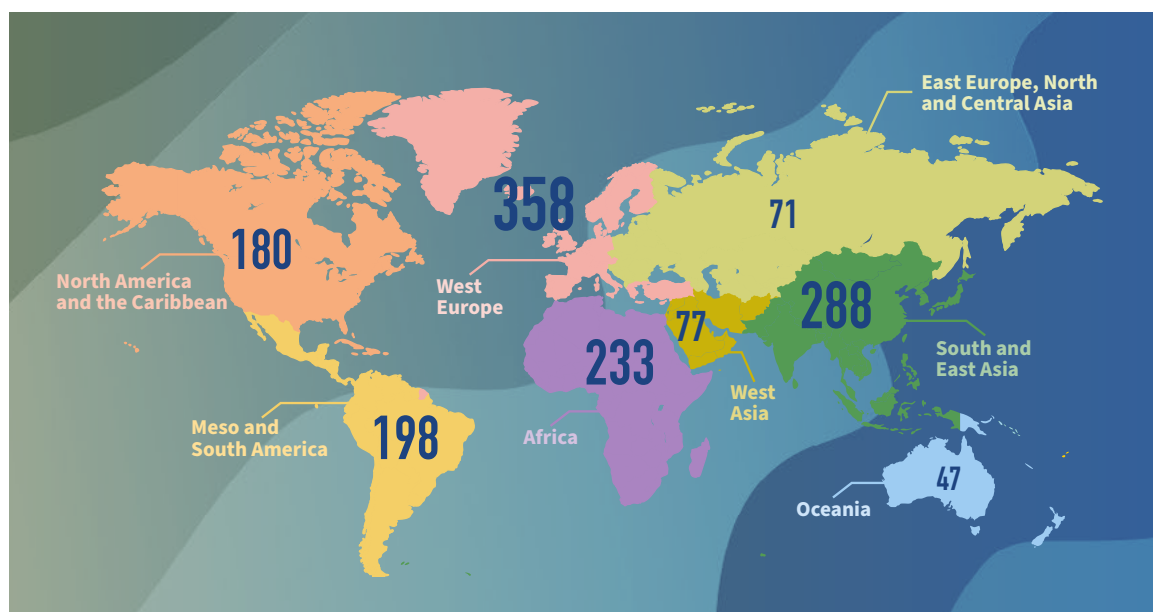 East Europe, North
and Central Asia
358
71
180
North America
and the Caribbean
West
Europe
288
77
233
South and
East Asia
West
Asia
Meso and
South America
198
Africa
47
Oceania